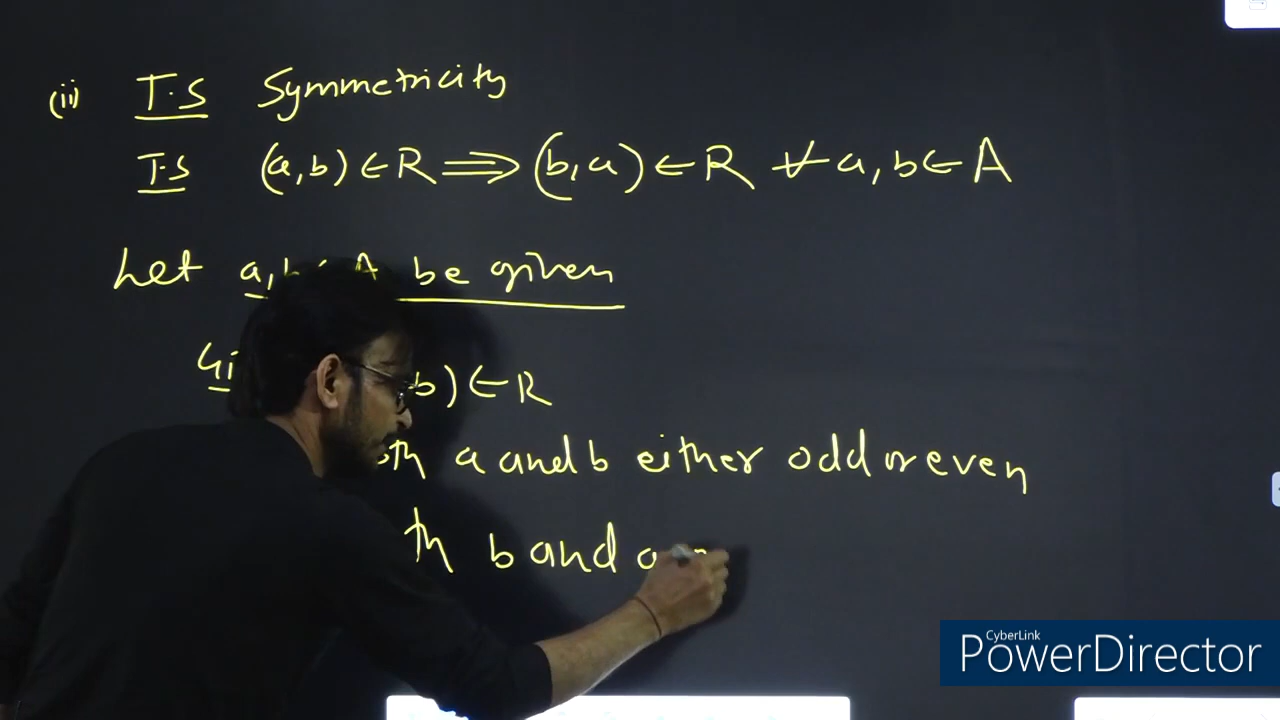 (ii) T.S Symmetricity
T.S (a,b) ∈ R ⟹ (b,a) ∈ R ∀ a, b ∈ A
Let a,b ∈ A be given
b) ∈ R
a and b either odd or even
b and
CyberLink
PowerDirector